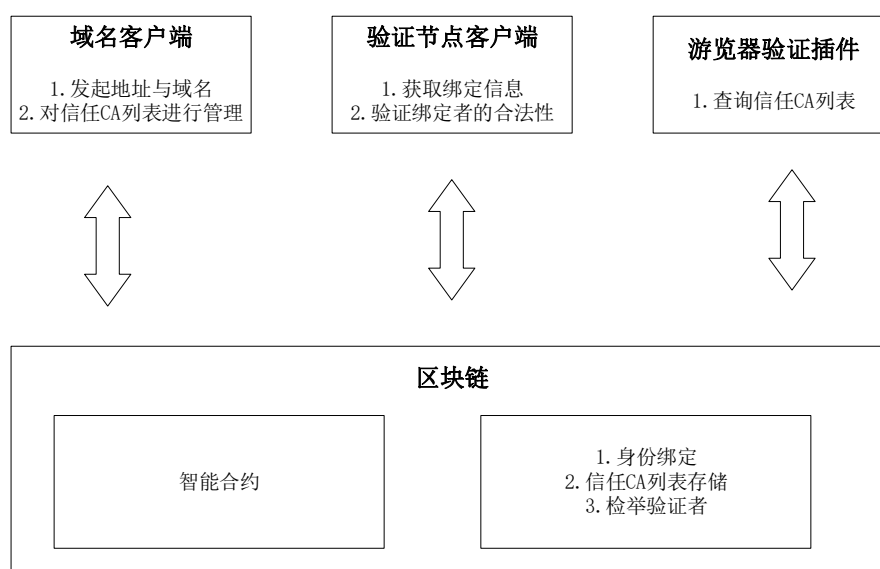 域名客户端
1.发起地址与域名
2.对信任CA列表进行管理
验证节点客户端
1.获取绑定信息
2.验证绑定者的合法性
游览器验证插件
1.查询信任CA列表
区块链
智能合约
1.身份绑定
2.信任CA列表存储
3.检举验证者